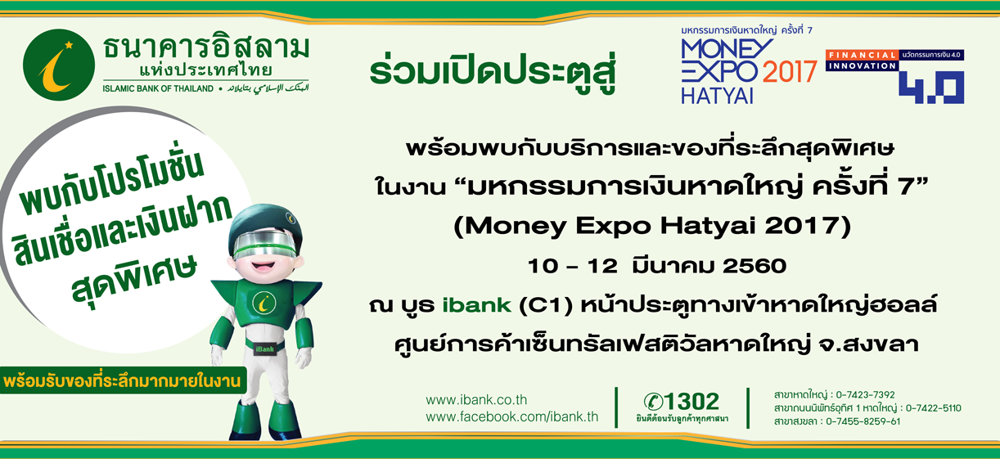 ธนาคารอิสลาม
แห่งประเทศไทย
ISLAMIC BANK OF THAILAND • البنك الإسلامي بتايلاند
ร่วมเปิดประตูสู่
มหกรรมการเงินหาดใหญ่ ครั้งที่ 7
MONEY
EXPO 2017
HATYAI
FINANCIAL นวัตกรรมการเงิน 4.0
INNOVATION
4.0
พบกับโปรโมชั่น
สินเชื่อและเงินฝาก
สุดพิเศษ
พร้อมพบกับบริการและของที่ระลึกสุดพิเศษ
ในงาน “มหกรรมการเงินหาดใหญ่ ครั้งที่ 7”
(Money Expo Hatyai 2017)
10 – 12 มีนาคม 2560
ณ บูธ ibank (C1) หน้าประตูทางเข้าหาดใหญ่ฮอลล์
ศูนย์การค้าเซ็นทรัลเฟสติวัลหาดใหญ่ จ.สงขลา
iBank
พร้อมรับของที่ระลึกมากมายในงาน
www.ibank.co.th
www.facebook.com/ibank.th
✆1302
ยินดีต้อนรับลูกค้าทุกศาสนา
สาขาหาดใหญ่ : 0-7423-7392
สาขาถนนนิพัทธ์อุทิศ 1 หาดใหญ่ : 0-7422-5110
สาขาสงขลา : 0-7455-8259-61